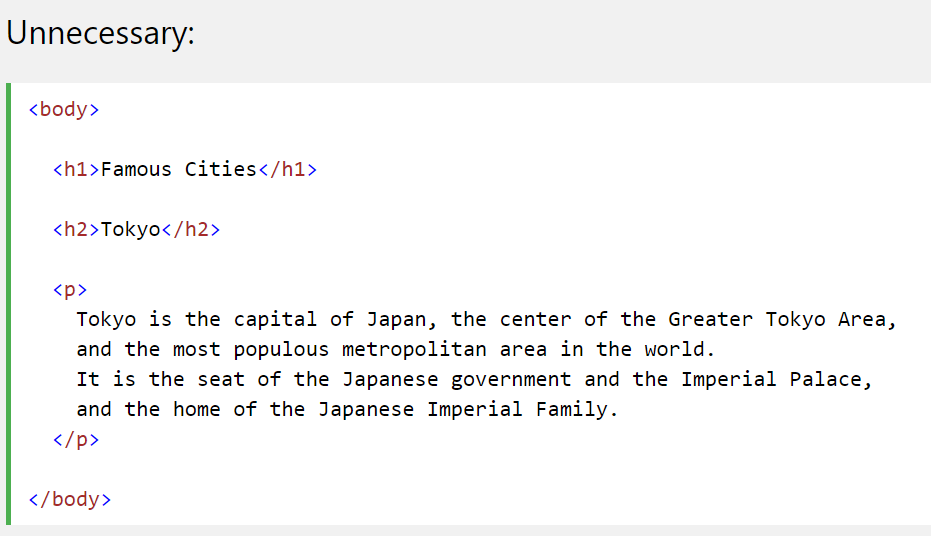 Unnecessary:
<body>
<h1>Famous Cities</h1>
<h2>Tokyo</h2>
<p>
Tokyo is the capital of Japan, the center of the Greater Tokyo Area,
and the most populous metropolitan area in the world.
It is the seat of the Japanese government and the Imperial Palace,
and the home of the Japanese Imperial Family.
</p>
</body>